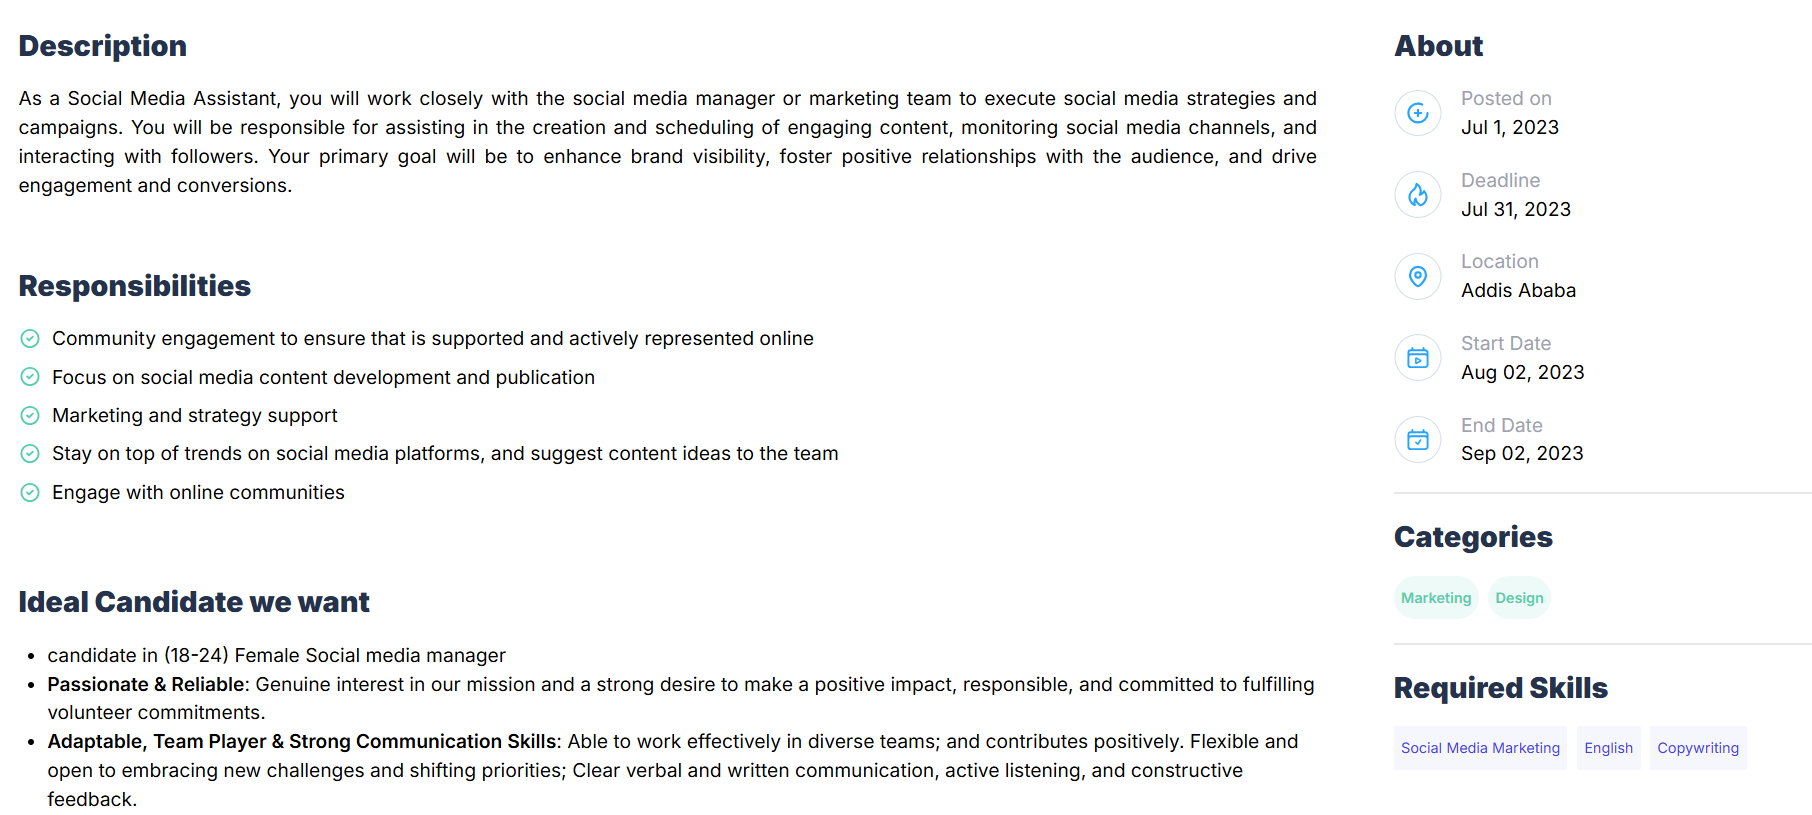 Description
As a Social Media Assistant, you will work closely with the social media manager or marketing team to execute social media strategies and
campaigns. You will be responsible for assisting in the creation and scheduling of engaging content, monitoring social media channels, and
interacting with followers. Your primary goal will be to enhance brand visibility, foster positive relationships with the audience, and drive
engagement and conversions.
Responsibilities
Community engagement to ensure that is supported and actively represented online
Focus on social media content development and publication
Marketing and strategy support
Stay on top of trends on social media platforms, and suggest content ideas to the team
Engage with online communities
Ideal Candidate we want
• candidate in (18-24) Female Social media manager
• Passionate & Reliable: Genuine interest in our mission and a strong desire to make a positive impact, responsible, and committed to fulfilling
volunteer commitments.
• Adaptable, Team Player & Strong Communication Skills: Able to work effectively in diverse teams; and contributes positively. Flexible and
open to embracing new challenges and shifting priorities; Clear verbal and written communication, active listening, and constructive
feedback.
About
Posted on
Jul 1, 2023
Deadline
Jul 31, 2023
Location
Addis Ababa
Start Date
Aug 02, 2023
End Date
Sep 02, 2023
Categories
Marketing Design
Required Skills
Social Media Marketing English Copywriting